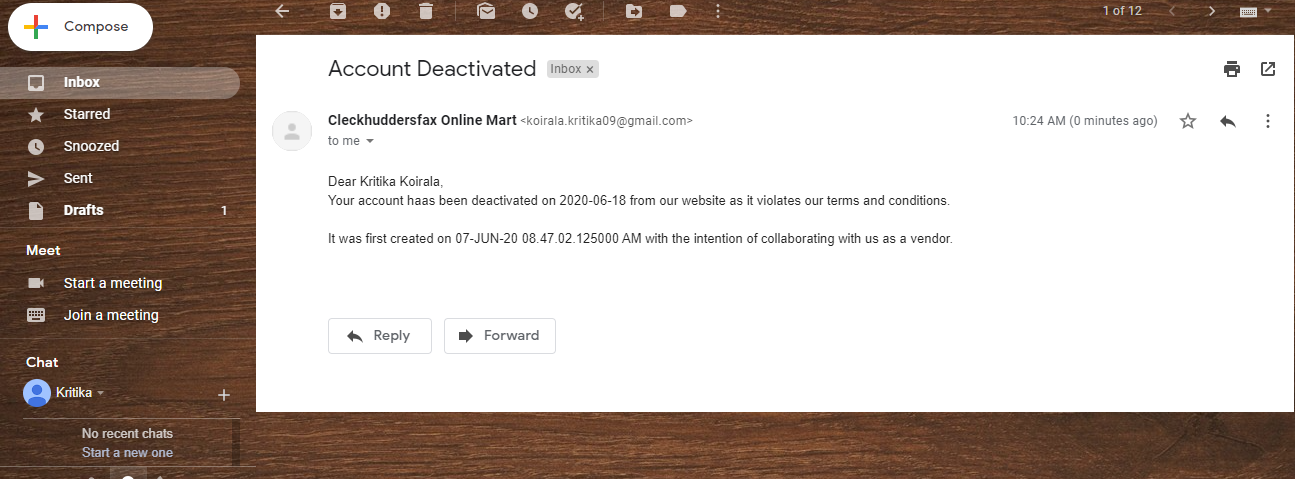 Compose
1 of 12
Account Deactivated Inbox x
Inbox
Starred
Snoozed
Sent
Drafts 1
Cleckhuddersfax Online Mart <koirala.kritika09@gmail.com> 10:24 AM (0 minutes ago)
to me
Dear Kritika Koirala,
Your account haas been deactivated on 2020-06-18 from our website as it violates our terms and conditions.
It was first created on 07-JUN-20 08.47.02.125000 AM with the intention of collaborating with us as a vendor.
Reply Forward
Meet
Start a meeting
Join a meeting
Chat
Kritika
No recent chats
Start a new one